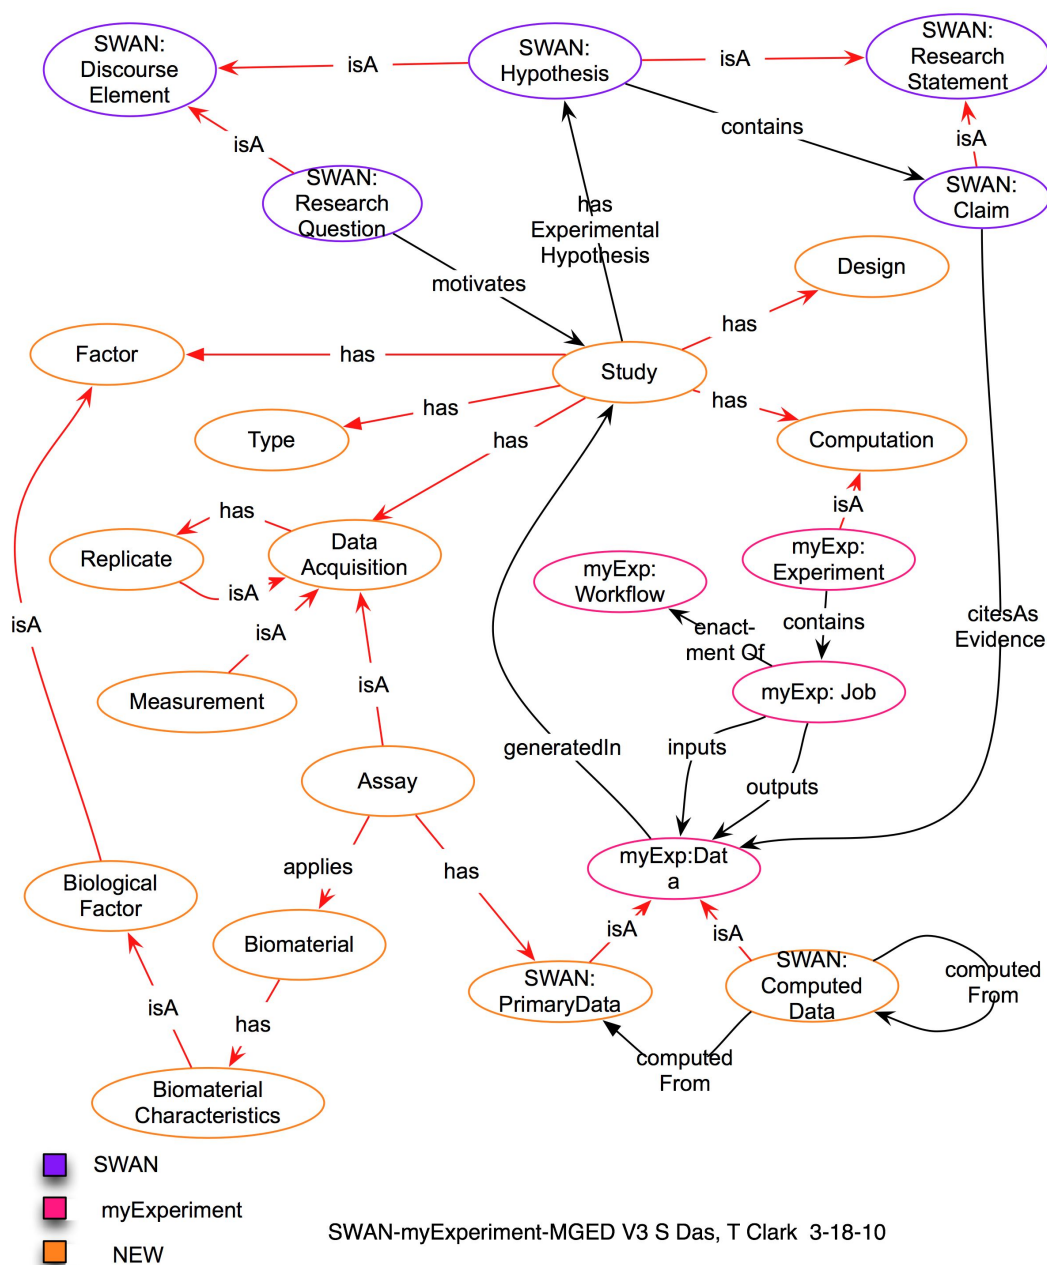 SWAN:
Discourse
Element
isA
SWAN:
Hypothesis
isA
SWAN:
Research
Statement
contains
isA
isA
SWAN:
Research
Question
SWAN:
Claim
has
Experimental
Hypothesis
motivates
Design
has
Factor
has
Study
has
Type
has
has
Computation
isA
has
Replicate
Data
Acquisition
isA
myExp:
Workflow
myExp:
Experiment
isA
enact-
ment Of
contains
citesAs
Evidence
isA
Measurement
isA
myExp: Job
generatedIn
inputs
outputs
Assay
applies
has
myExp:Dat
a
Biological
Factor
Biomaterial
isA
isA
SWAN:
PrimaryData
SWAN:
Computed
Data
computed
From
isA
has
computed
From
Biomaterial
Characteristics
SWAN
myExperiment
NEW
SWAN-myExperiment-MGED V3 S Das, T Clark  3-18-10